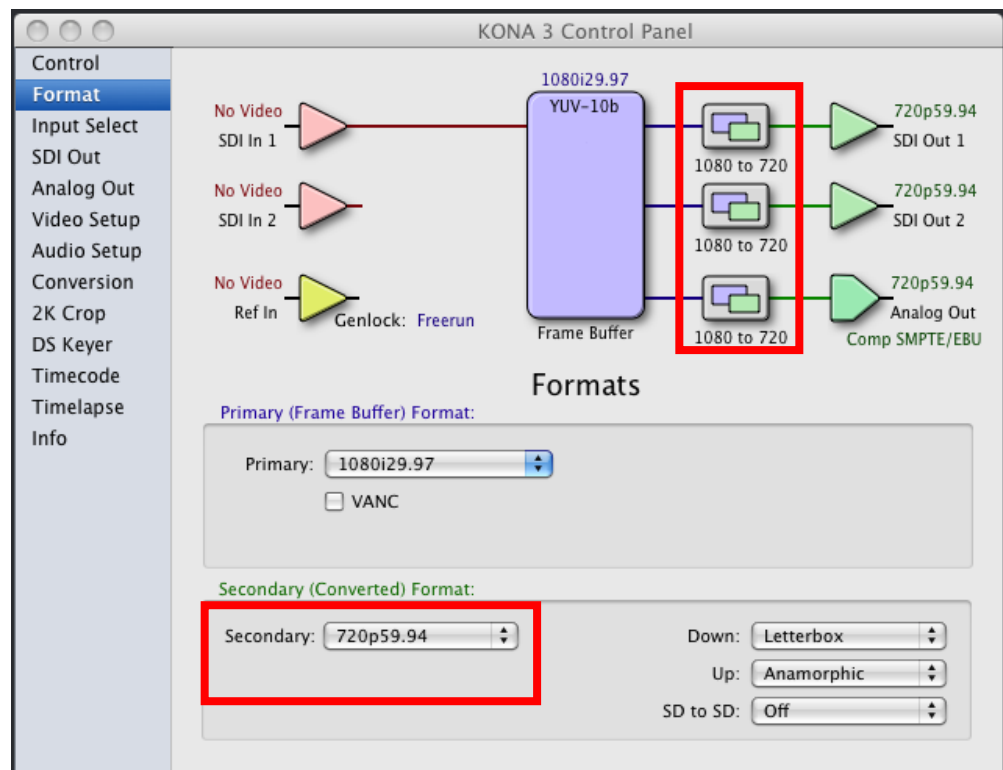 KONA 3 Control Panel
Control
Format
Input Select
SDI Out
Analog Out
Video Setup
Audio Setup
Conversion
2K Crop
DS Keyer
Timecode
Timelapse
Info
1080i29.97
YUV-10b
Frame Buffer
No Video
SDI In 1
No Video
SDI In 2
No Video
Ref In
Genlock: Freerun
1080 to 720
1080 to 720
1080 to 720
720p59.94
SDI Out 1
720p59.94
SDI Out 2
720p59.94
Analog Out
Comp SMPTE/EBU
Formats
Primary (Frame Buffer) Format:
Primary: 1080i29.97
VANC
Secondary (Converted) Format:
Secondary: 720p59.94
Down: Letterbox
Up: Anamorphic
SD to SD: Off